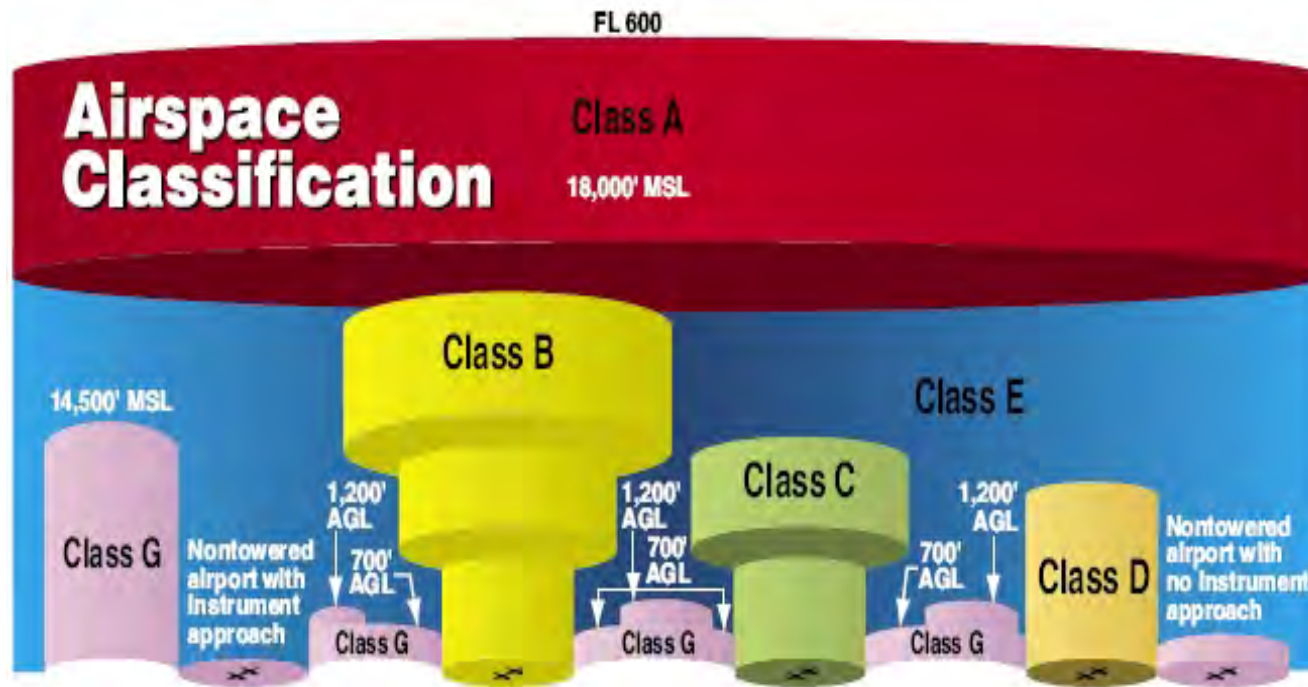 FL 600
Airspace
Classification
Class A
18,000' MSL
Class B
14,500' MSL
Class E
Class C
1,200'
AGL
1,200'
AGL
1,200'
AGL
Class G
Nontowered
airport with
Instrument
approach
700'
AGL
700'
AGL
700'
AGL
Class D
Nontowered
airport with
no Instrument
approach
Class G
Class G
Class G